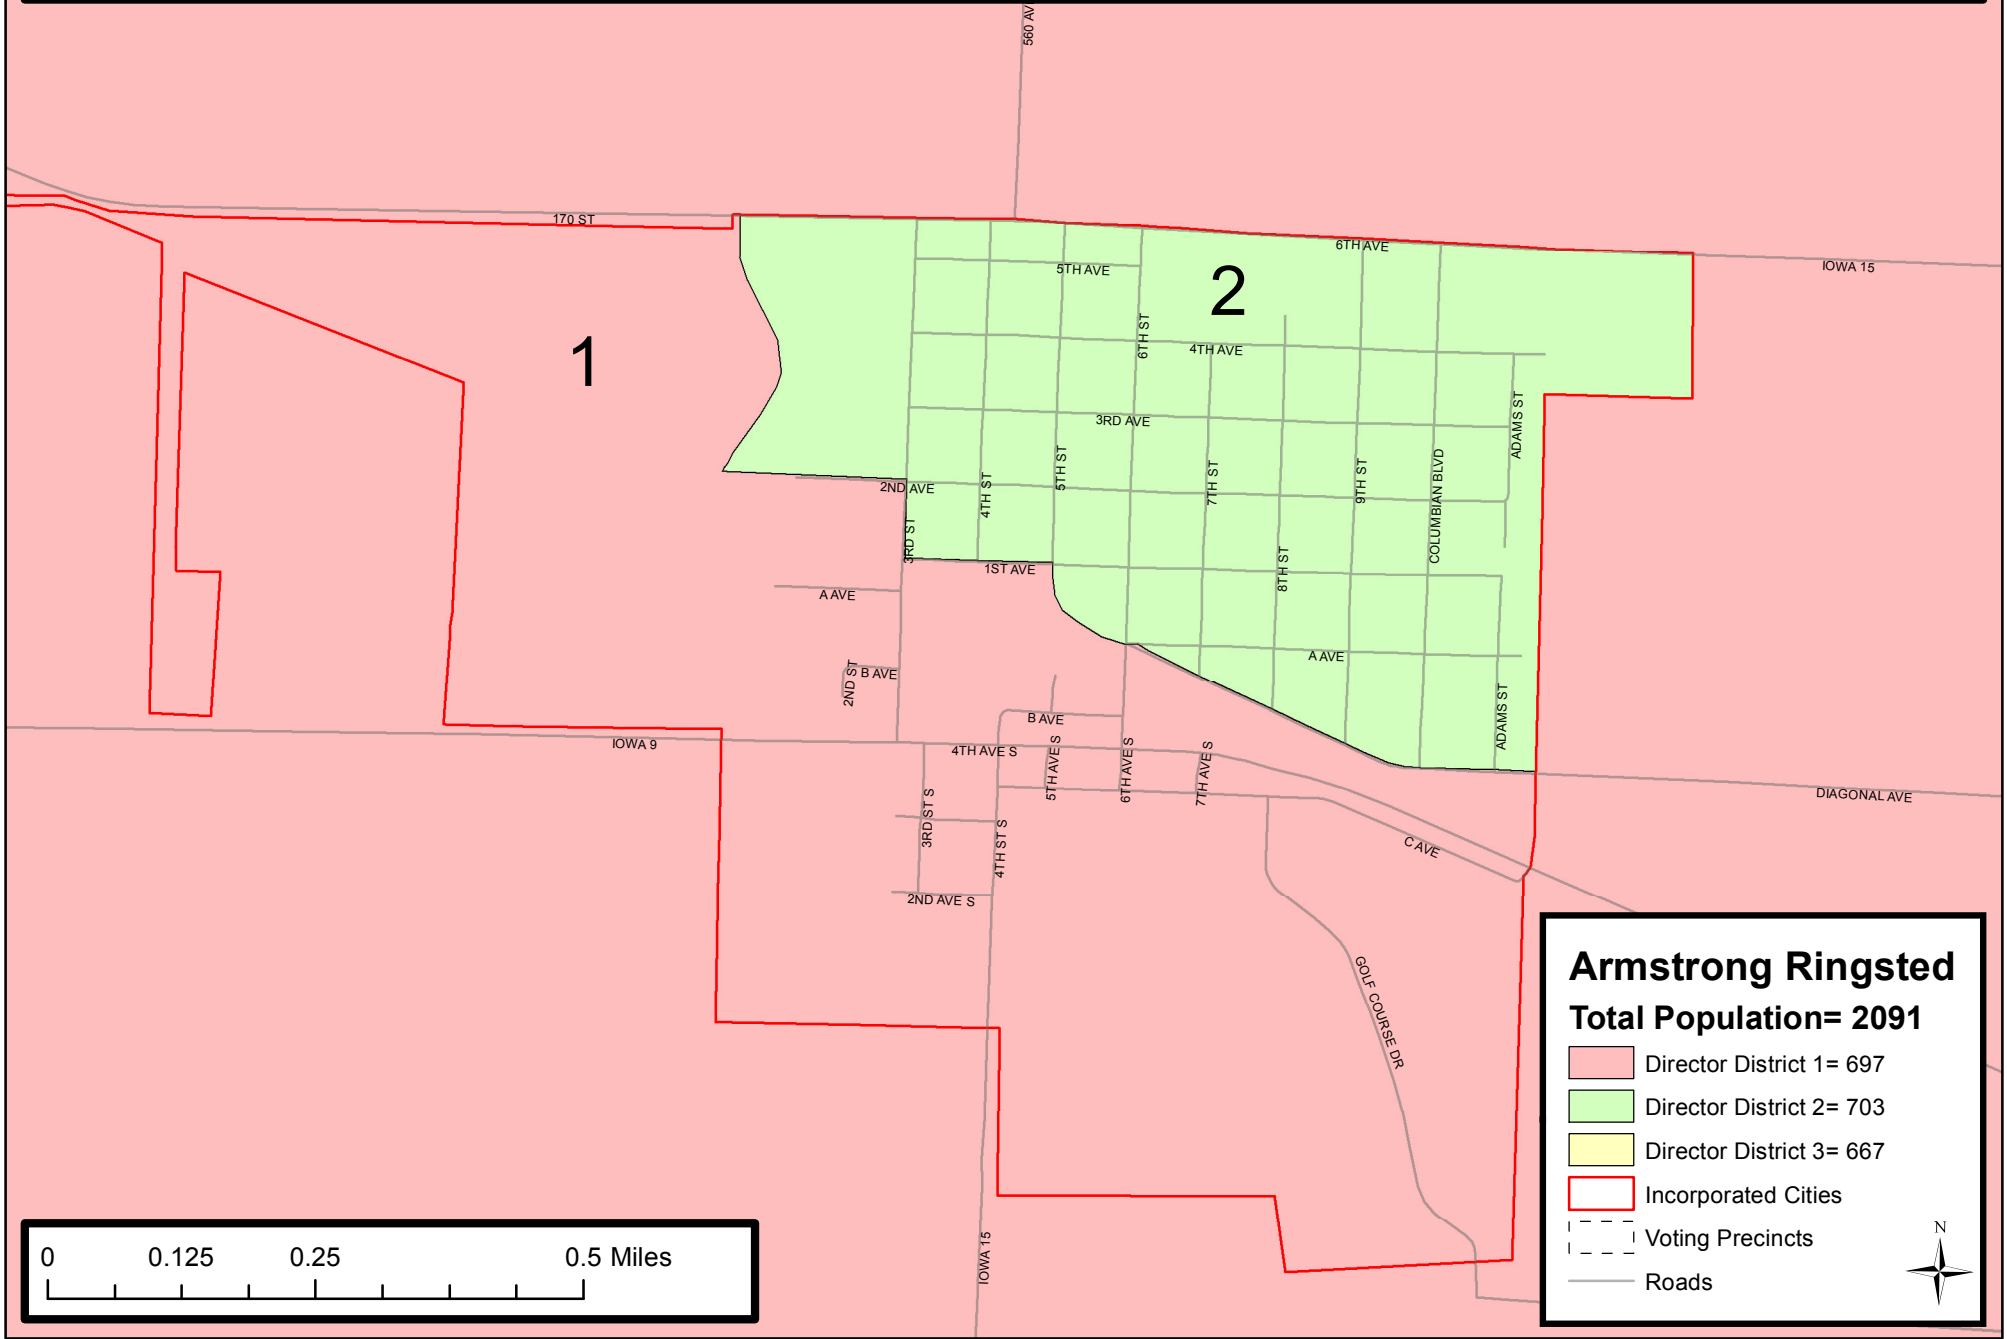 560 AV
170 ST
6TH AVE
IOWA 15
5TH AVE
2
6TH ST
4TH AVE
1
3RD AVE
ADAMS ST
5TH ST
4TH ST
7TH ST
9TH ST
COLUMBIAN BLVD
2ND AVE
3RD ST
1ST AVE
8TH ST
A AVE
A AVE
2ND ST
B AVE
ADAMS ST
B AVE
IOWA 9
4TH AVE S
5TH AVE S
6TH AVE S
7TH AVE S
DIAGONAL AVE
3RD ST S
4TH ST S
C AVE
2ND AVE S
GOLF COURSE DR
IOWA 15
Armstrong Ringsted
Total Population= 2091
Director District 1= 697
Director District 2= 703
Director District 3= 667
Incorporated Cities
Voting Precincts
Roads
N
0 0.125 0.25 0.5 Miles